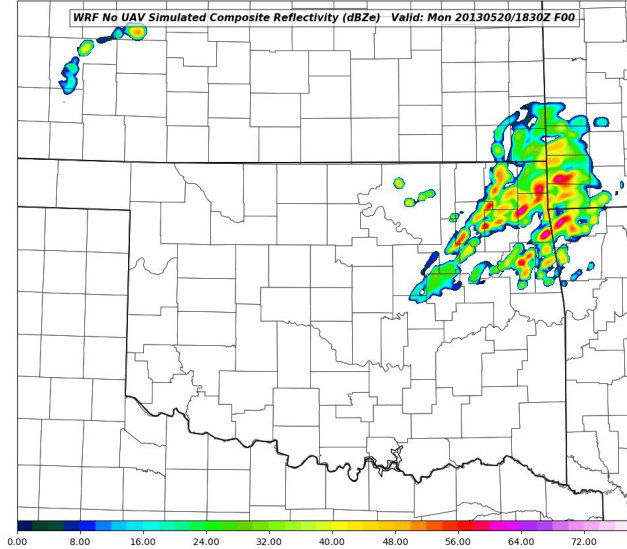 WRF No UAV Simulated Composite Reflectivity (dBZe)   Valid: Mon 20130520/1830Z F00
0.00 8.00 16.00 24.00 32.00 40.00 48.00 56.00 64.00 72.00